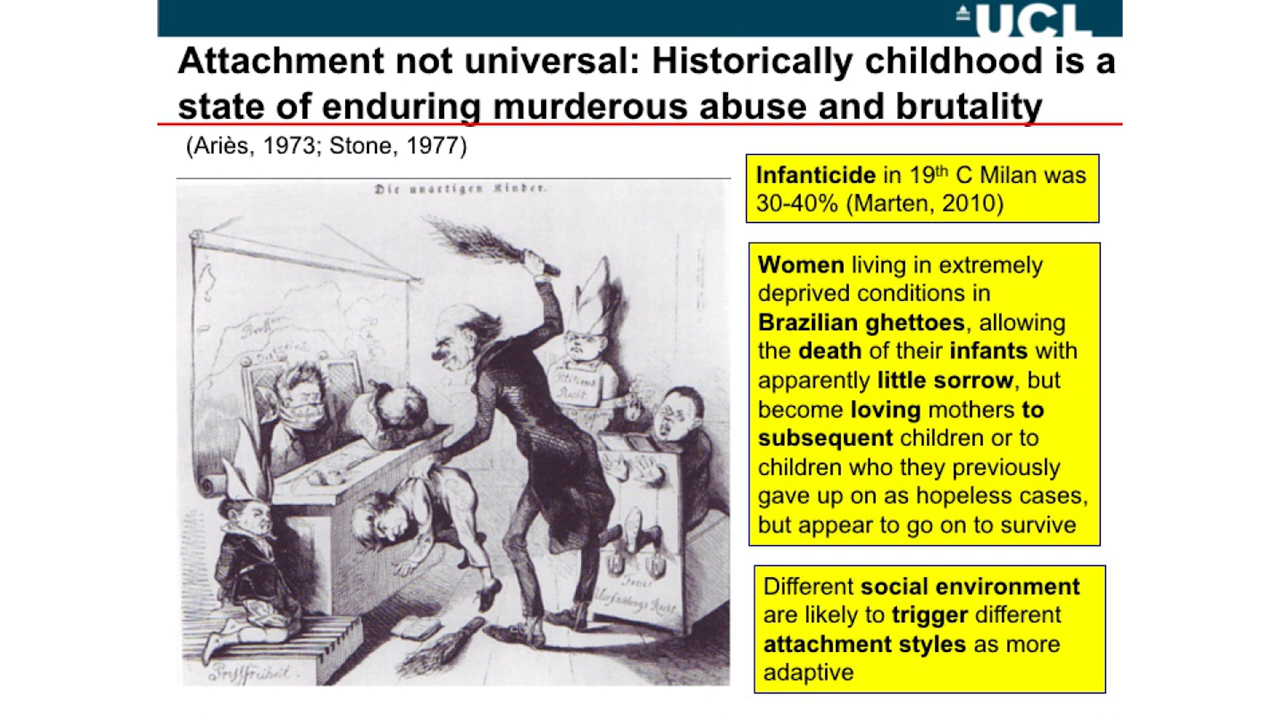 UCL
Attachment not universal: Historically childhood is a
state of enduring murderous abuse and brutality
(Ariès, 1973; Stone, 1977)
Infanticide in 19th C Milan was
30-40% (Marten, 2010)
Die unartigen Kinder.
Women living in extremely
deprived conditions in
Brazilian ghettoes, allowing
the death of their infants with
apparently little sorrow, but
become loving mothers to
subsequent children or to
children who they previously
gave up on as hopeless cases,
but appear to go on to survive
Different social environment
are likely to trigger different
attachment styles as more
adaptive
Recht.
Preßfreiheit.